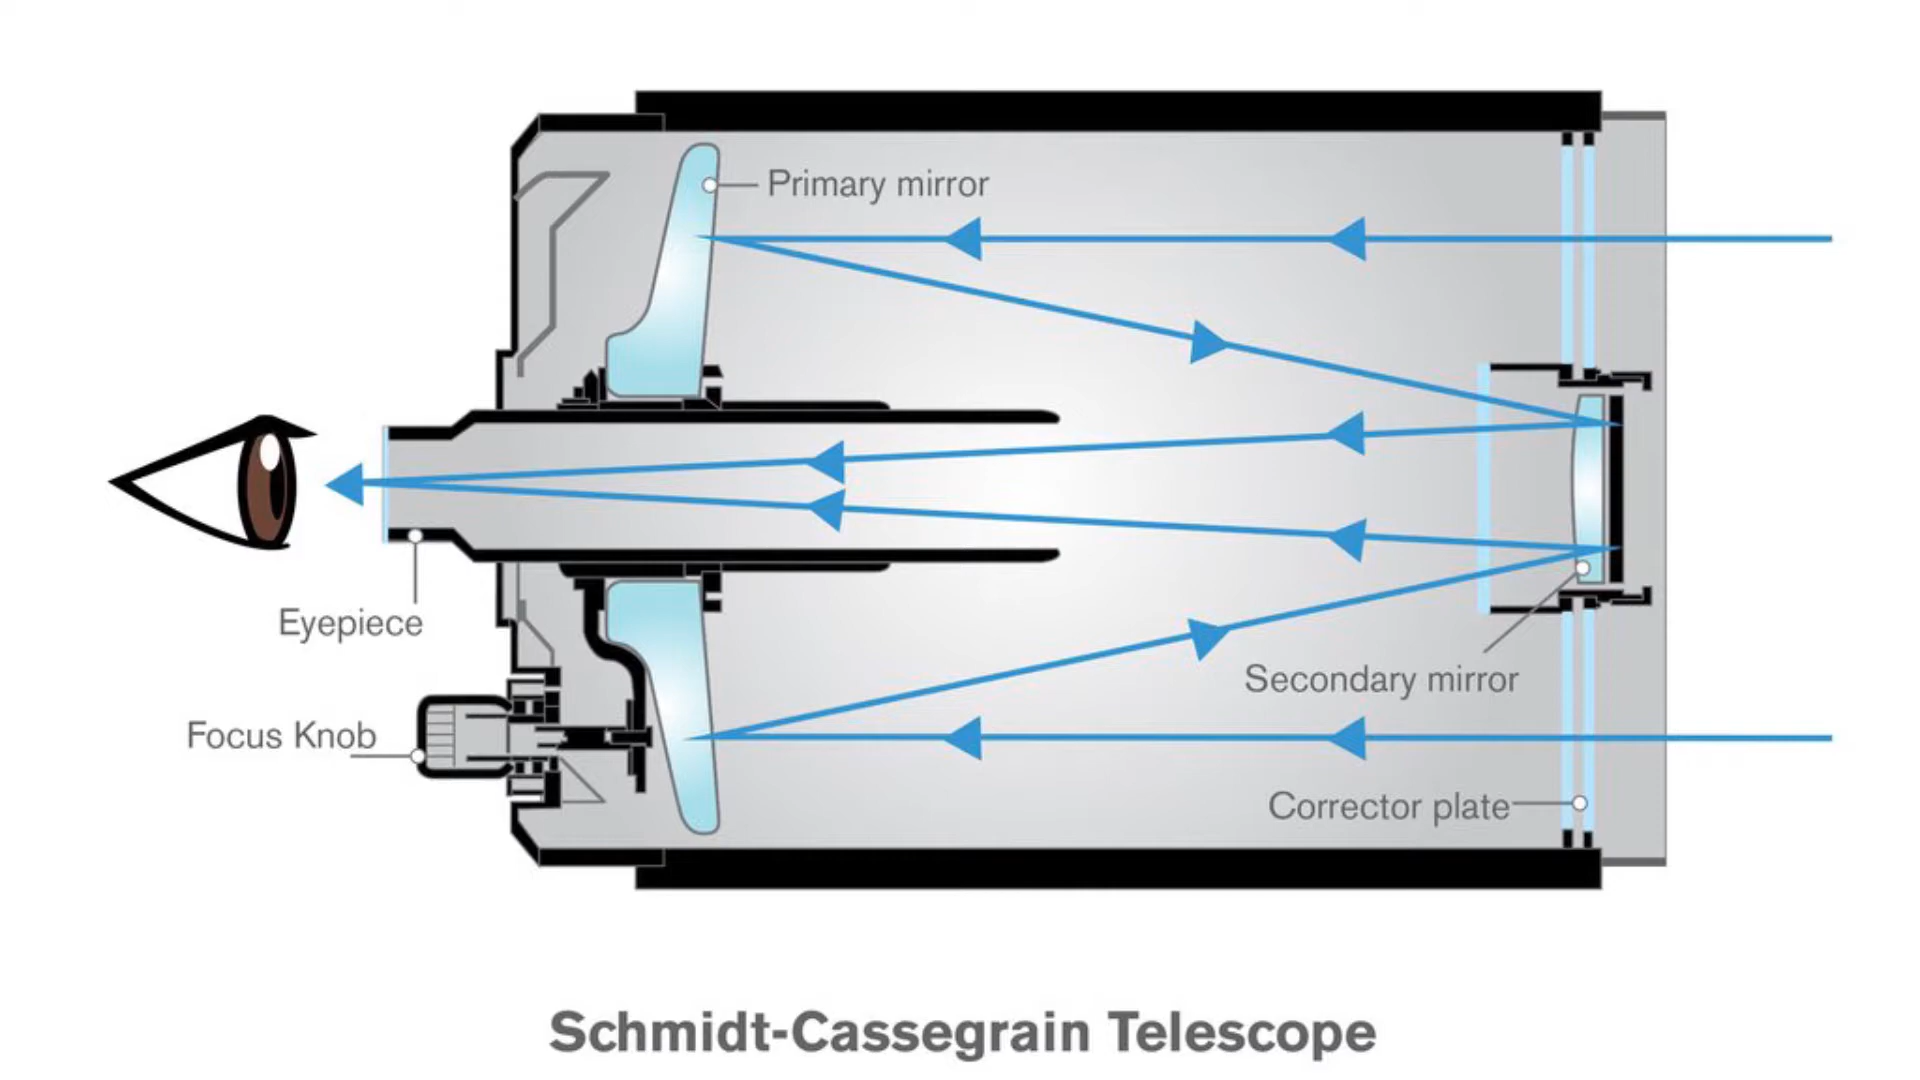 Primary mirror
Eyepiece
Secondary mirror
Focus Knob
Corrector plate
Schmidt-Cassegrain Telescope